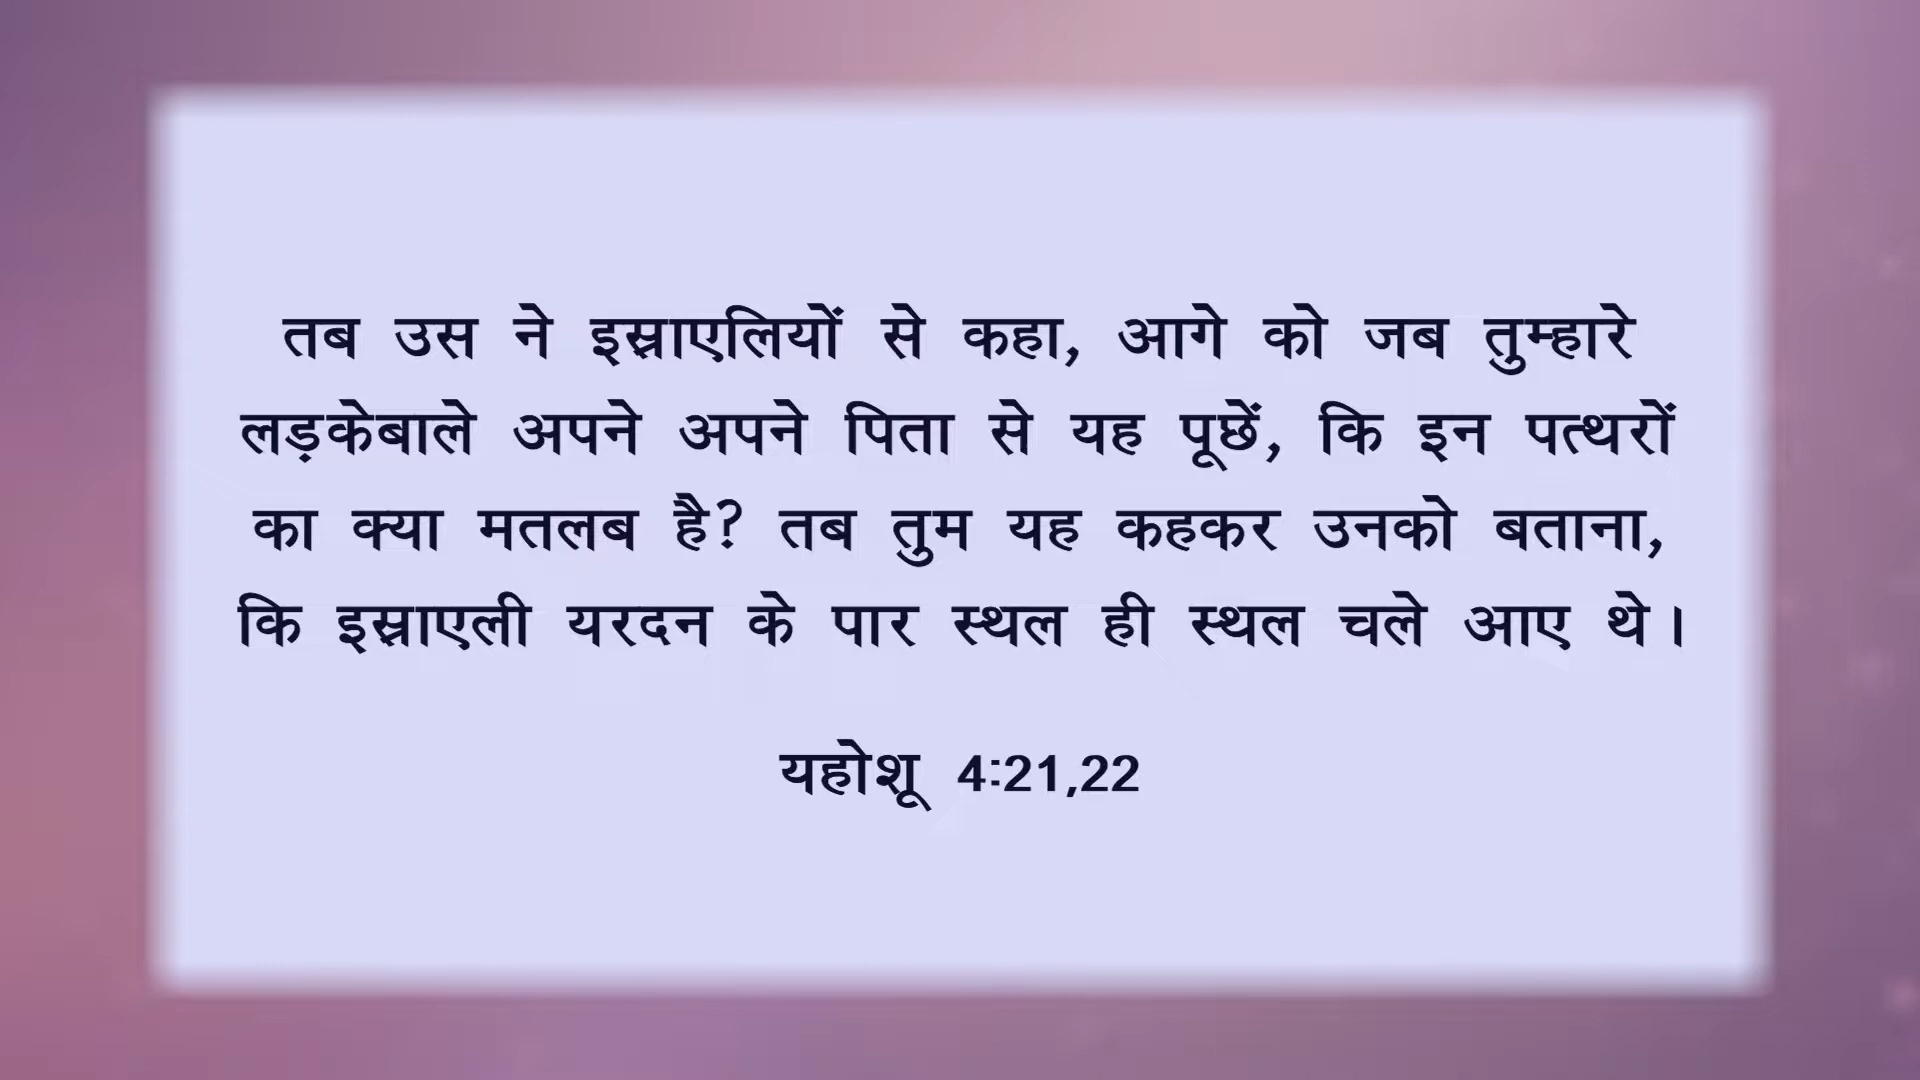 तब उस ने इस्राएलियों से कहा, आगे को जब तुम्हारे
लड़केबाले अपने अपने पिता से यह पूछें, कि इन पत्थरों
का क्या मतलब है? तब तुम यह कहकर उनको बताना,
कि इस्राएली यरदन के पार स्थल ही स्थल चले आए थे।
यहोशू 4:21,22